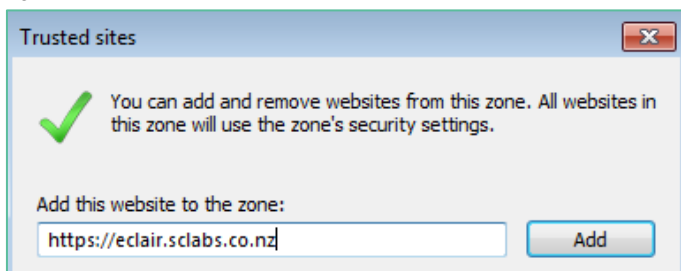 Trusted sites
You can add and remove websites from this zone. All websites in
this zone will use the zone's security settings.
Add this website to the zone:
https://eclair.sclabs.co.nz
Add